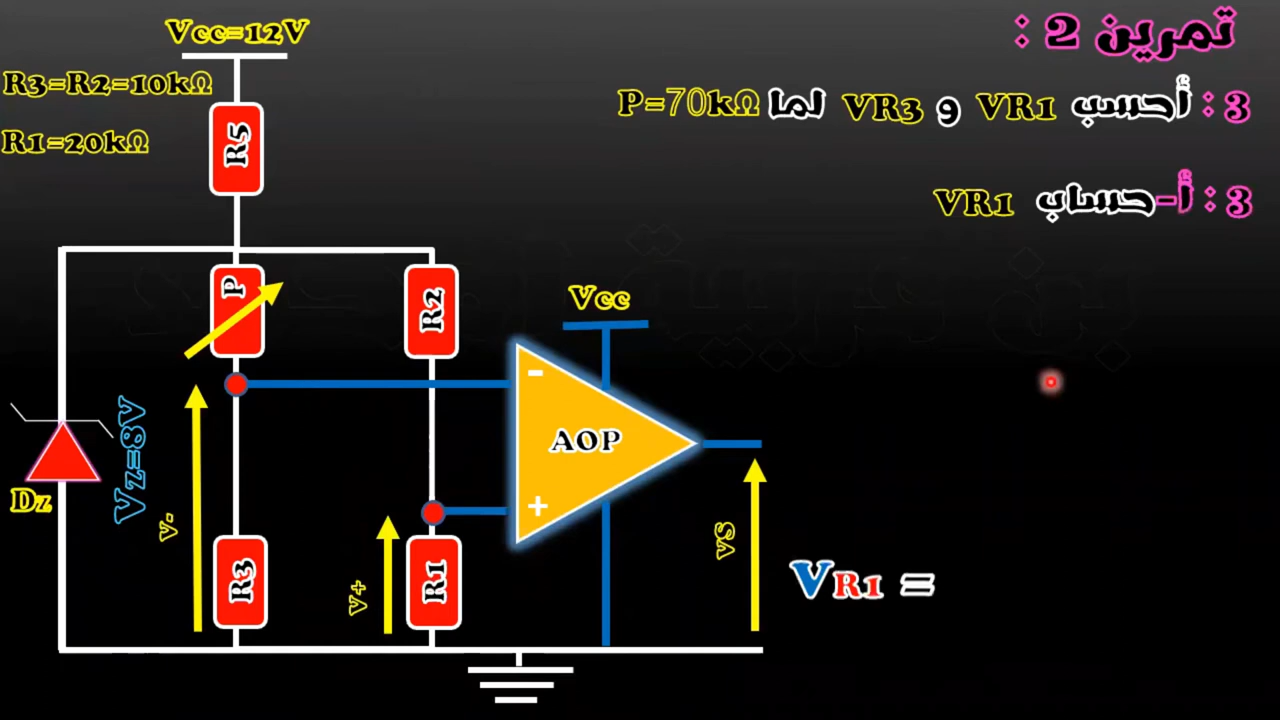 تمرين 2 :
Vcc=12V
R3=R2=10kΩ
3 : أحسب VR1 و VR3 لما P=70kΩ
R5
R1=20kΩ
3 : أ-حساب VR1
P
R2
Vcc
-
Vz=8V
AOP
Dz
v-
+
vS
R3
v+
R1
VR1 =